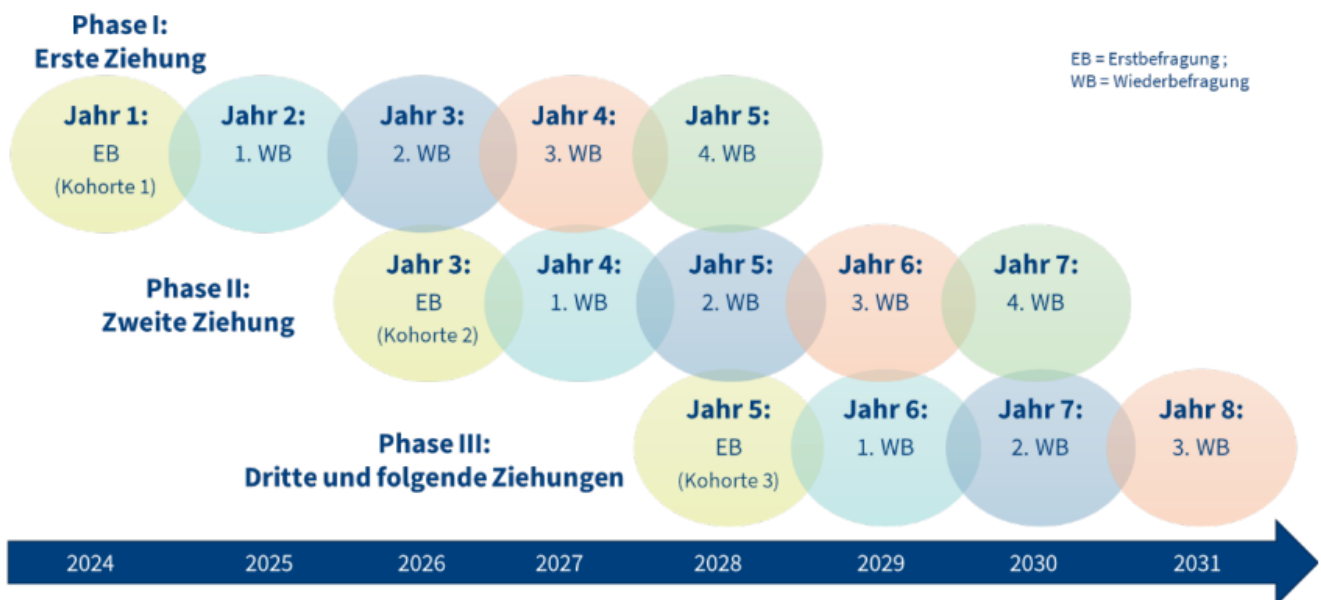 Phase I:
Erste Ziehung
EB = Erstbefragung ;
WB = Wiederbefragung
Jahr 1:
EB
(Kohorte 1)
Jahr 2:
1. WB
Jahr 3:
2. WB
Jahr 4:
3. WB
Jahr 5:
4. WB
Phase II:
Zweite Ziehung
Jahr 3:
EB
(Kohorte 2)
Jahr 4:
1. WB
Jahr 5:
2. WB
Jahr 6:
3. WB
Jahr 7:
4. WB
Phase III:
Dritte und folgende Ziehungen
Jahr 5:
EB
(Kohorte 3)
Jahr 6:
1. WB
Jahr 7:
2. WB
Jahr 8:
3. WB
2024 2025 2026 2027 2028 2029 2030 2031